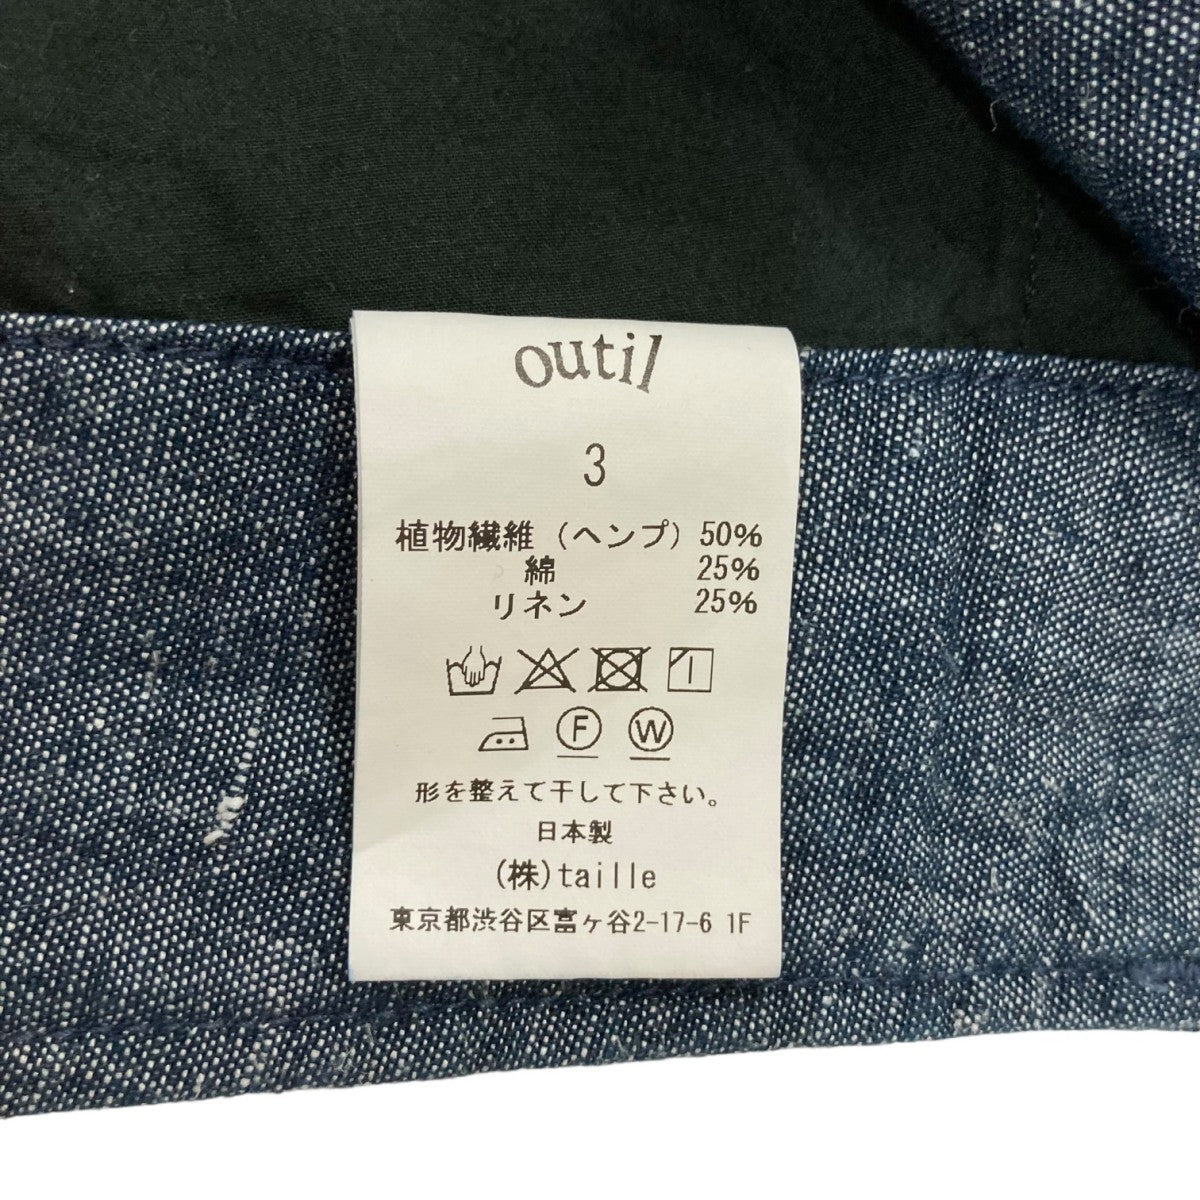 outil
3
植物繊維 (ヘンプ) 50%
綿 25%
リネン 25%
F W
形を整えて干して下さい。
日本製
(株)taille
東京都渋谷区富ヶ谷2-17-6 1F